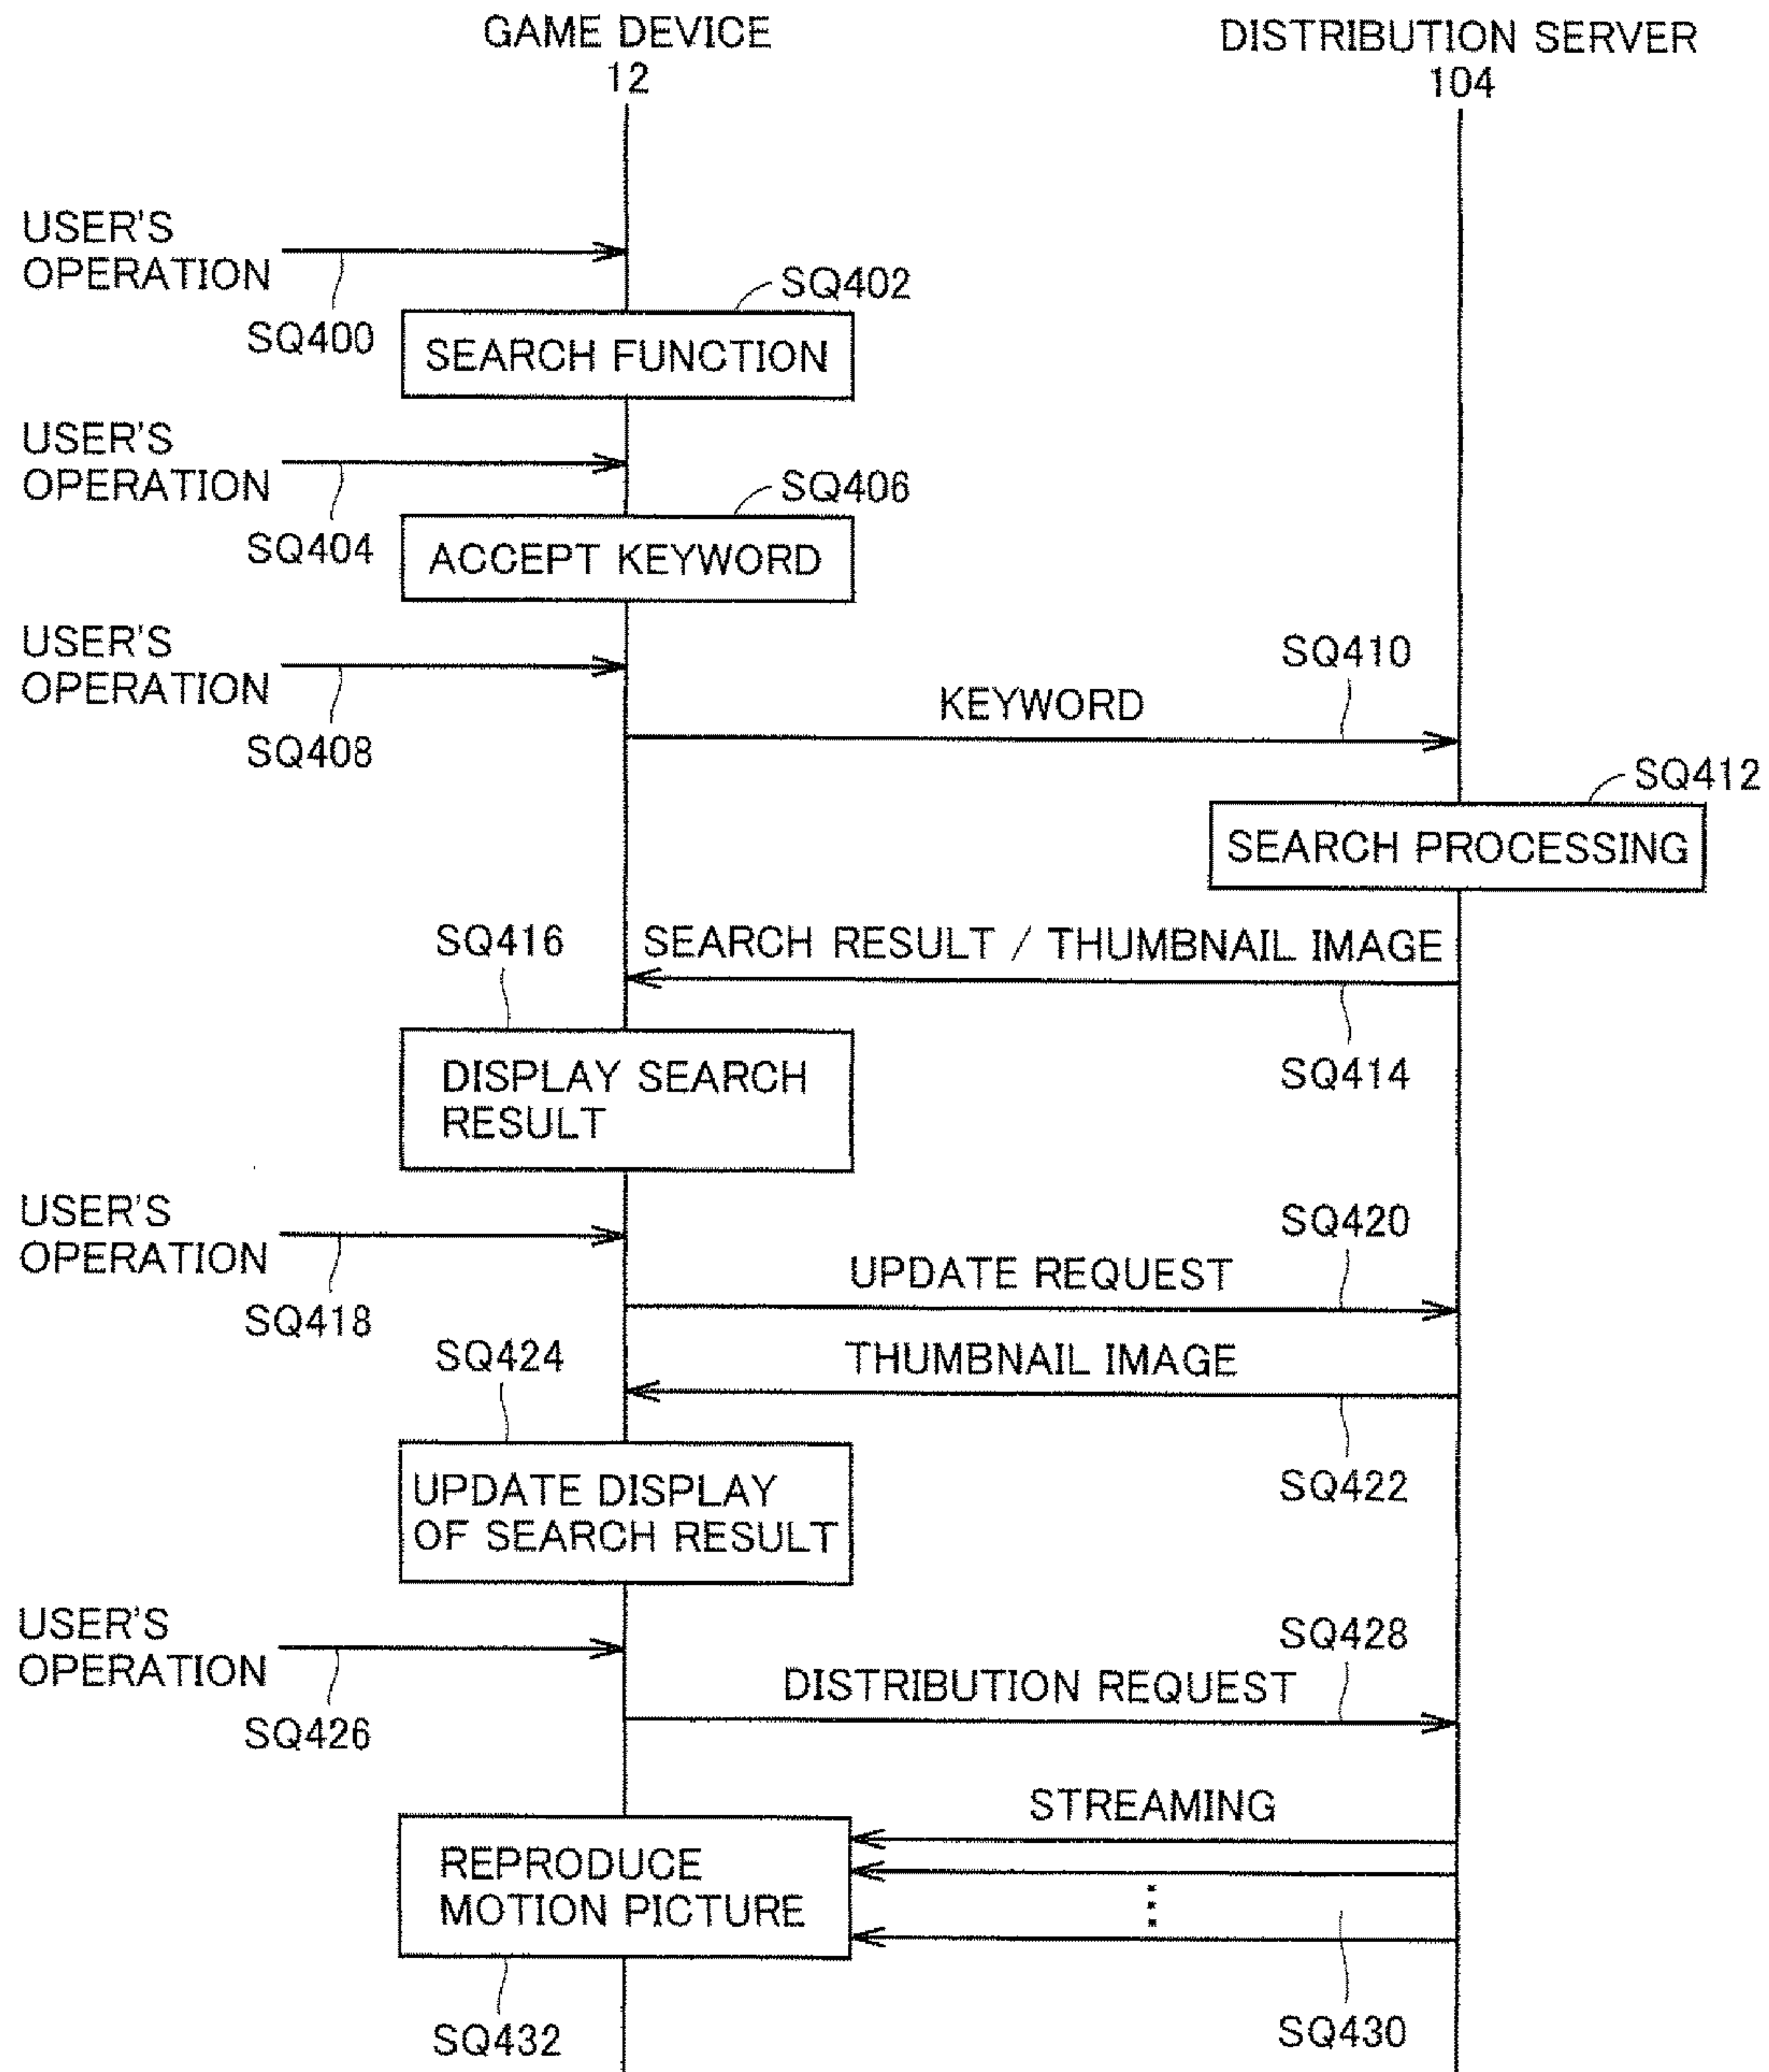 GAME DEVICE
12
DISTRIBUTION SERVER
104
USER'S
OPERATION
SQ400
SQ402
SEARCH FUNCTION
USER'S
OPERATION
SQ404
SQ406
ACCEPT KEYWORD
USER'S
OPERATION
SQ408
SQ410
KEYWORD
SQ412
SEARCH PROCESSING
SQ416
SEARCH RESULT / THUMBNAIL IMAGE
SQ414
DISPLAY SEARCH
RESULT
USER'S
OPERATION
SQ418
SQ420
UPDATE REQUEST
SQ424
THUMBNAIL IMAGE
SQ422
UPDATE DISPLAY
OF SEARCH RESULT
USER'S
OPERATION
SQ426
SQ428
DISTRIBUTION REQUEST
STREAMING
REPRODUCE
MOTION PICTURE
SQ432
SQ430